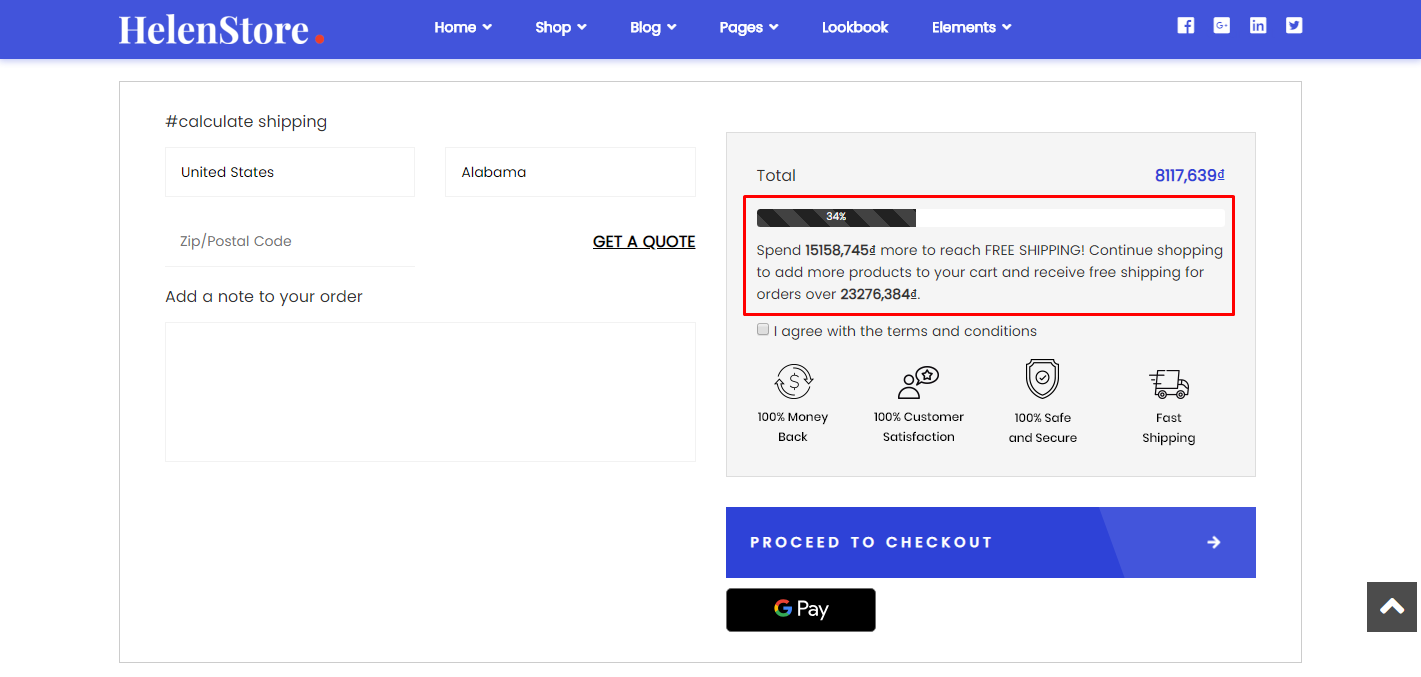 HelenStore.
Home Shop Blog Pages Lookbook Elements
#calculate shipping
United States Alabama
Zip/Postal Code
GET A QUOTE
Add a note to your order
Total 8117,639₫
34%
Spend 15158,745₫ more to reach FREE SHIPPING! Continue shopping
to add more products to your cart and receive free shipping for
orders over 23276,384₫.
I agree with the terms and conditions
100% Money
Back
100% Customer
Satisfaction
100% Safe
and Secure
Fast
Shipping
PROCEED TO CHECKOUT
G Pay